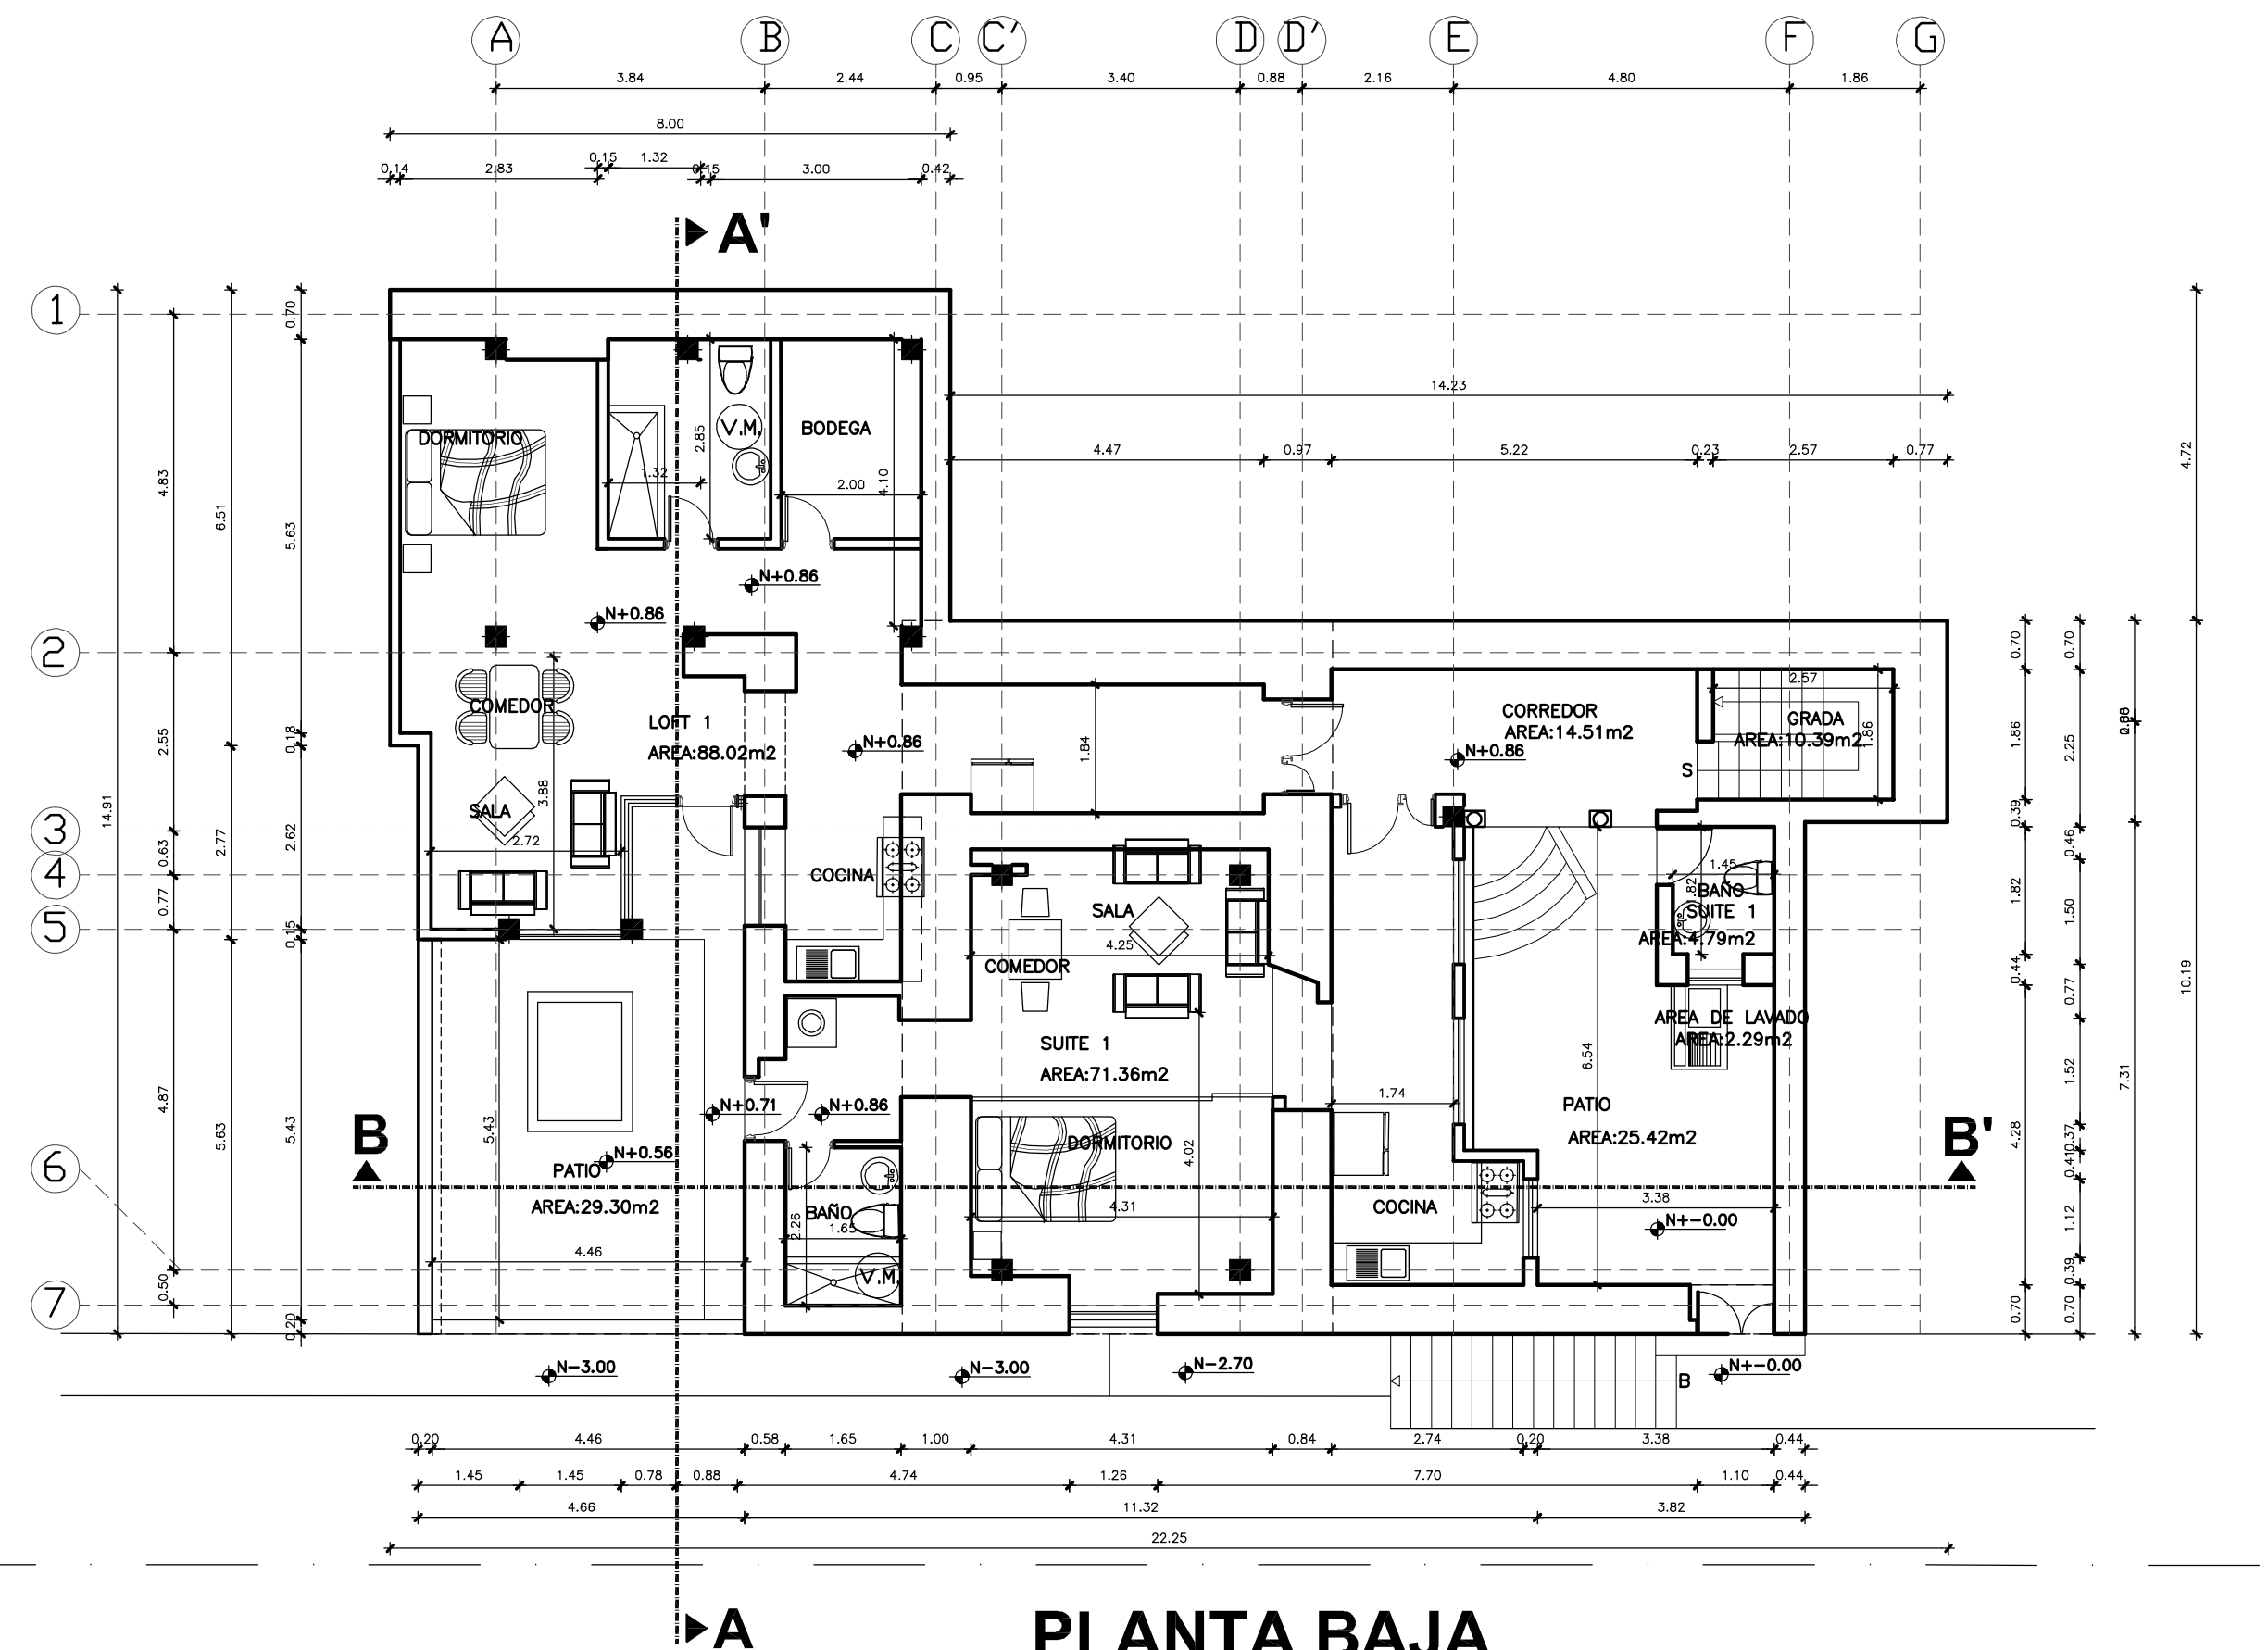 A B C C' D D' E F G
3.84 2.44 0.95 3.40 0.88 2.16 4.80 1.86
8.00
0.14 2.83 0.15 1.32 0.15 3.00 0.42
A'
1
2
3
4
5
6
7
14.91
4.83 2.55 0.63 0.77 4.87 0.50
6.51 2.77 5.63
0.70 5.63 0.18 2.62 0.15 5.43 0.20
14.23
4.47 0.97 5.22 0.23 2.57 0.77
DORMITORIO
V.M.
BODEGA
2.85
1.32
2.00
4.10
N+0.86
N+0.86
COMEDOR
LOFT 1
AREA:88.02m2
N+0.86
1.84
SALA
3.88
2.72
COCINA
CORREDOR
AREA:14.51m2
N+0.86
2.57
GRADA
AREA:10.39m2
1.86
S
SALA
4.25
COMEDOR
SUITE 1
AREA:71.36m2
1.45
1.82
BAÑO
SUITE 1
AREA:4.79m2
AREA DE LAVADO
AREA:2.29m2
6.54
1.74
PATIO
AREA:25.42m2
N+0.71
N+0.86
5.43
N+0.56
PATIO
AREA:29.30m2
4.46
DORMITORIO
4.02
4.31
BAÑO
2.26
1.65
V.M.
COCINA
3.38
N+-0.00
B
B'
4.72
10.19
7.31
0.70 1.86 0.39 1.82 0.44 4.28 0.70
0.70 2.25 0.46 1.50 0.77 1.52 0.37 0.41 1.12 0.39 0.70
N-3.00
N-3.00
N-2.70
N+-0.00
B
0.20 4.46 0.58 1.65 1.00 4.31 0.84 2.74 0.20 3.38 0.44
1.45 1.45 0.78 0.88 4.74 1.26 7.70 1.10 0.44
4.66 11.32 3.82
22.25
A
PLANTA BAJA